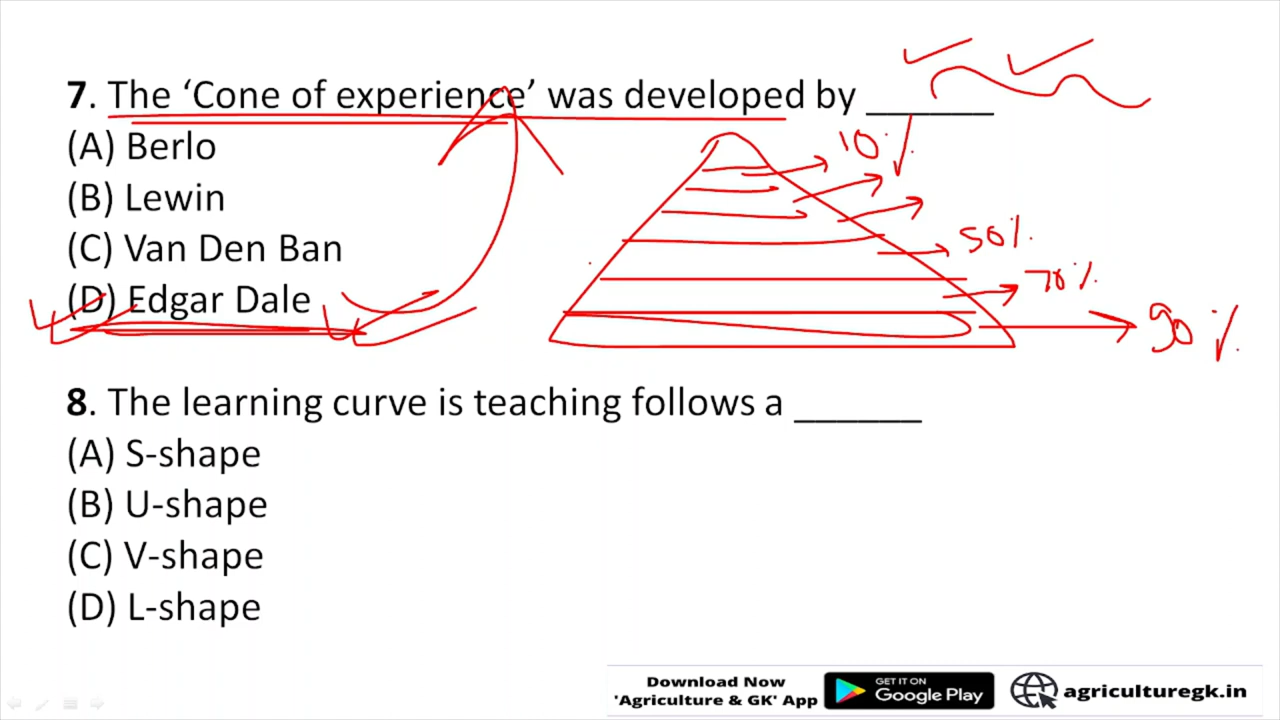 7. The ‘Cone of experience’ was developed by ______
(A) Berlo
(B) Lewin
(C) Van Den Ban
(D) Edgar Dale
10%
50%
70%
90%
8. The learning curve is teaching follows a ______
(A) S-shape
(B) U-shape
(C) V-shape
(D) L-shape
Download Now
'Agriculture & GK' App
GET IT ON
Google Play
agriculturegk.in